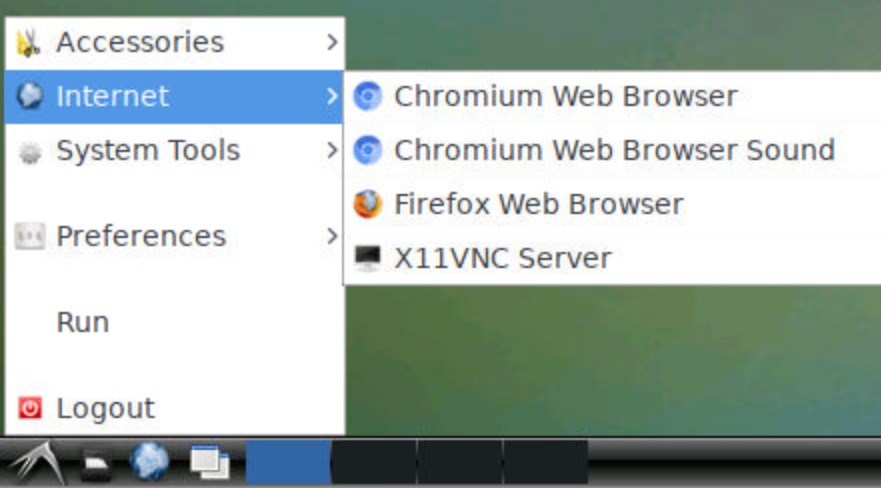 Accessories
Internet
System Tools
Preferences
Run
Logout
Chromium Web Browser
Chromium Web Browser Sound
Firefox Web Browser
X11VNC Server